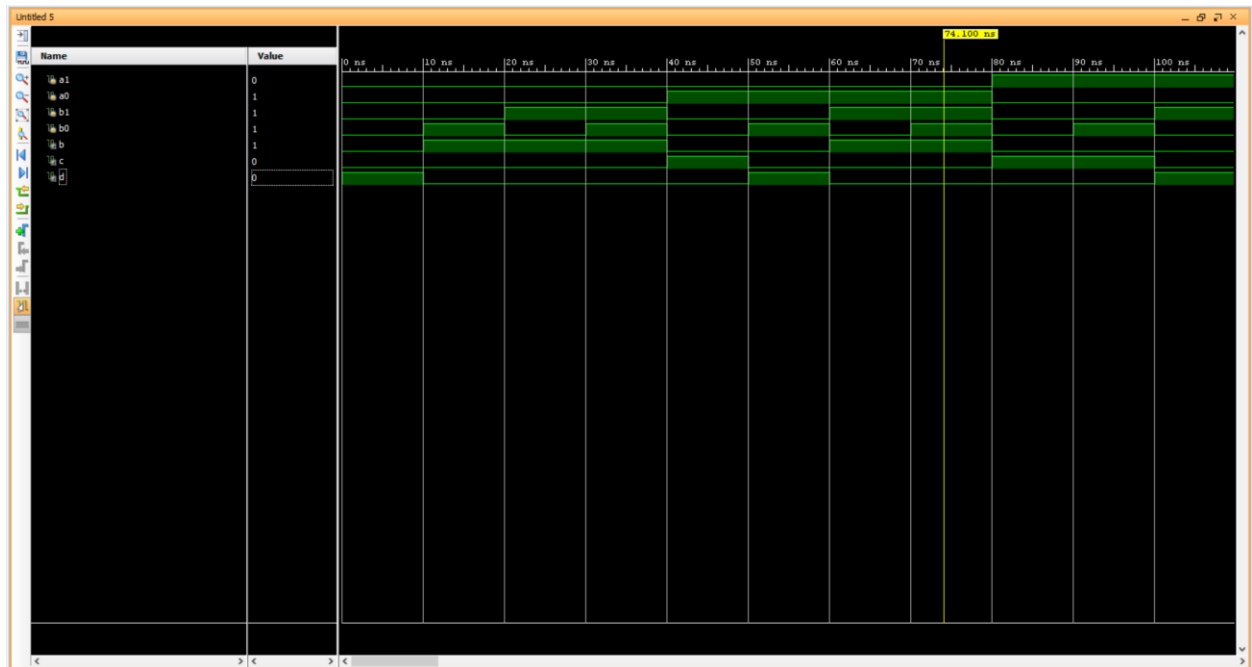 Untitled 5
74.100 ns
Name Value
0 ns 10 ns 20 ns 30 ns 40 ns 50 ns 60 ns 70 ns 80 ns 90 ns 100 ns
a1 0
a0 1
b1 1
b0 1
b 1
c 0
d 0